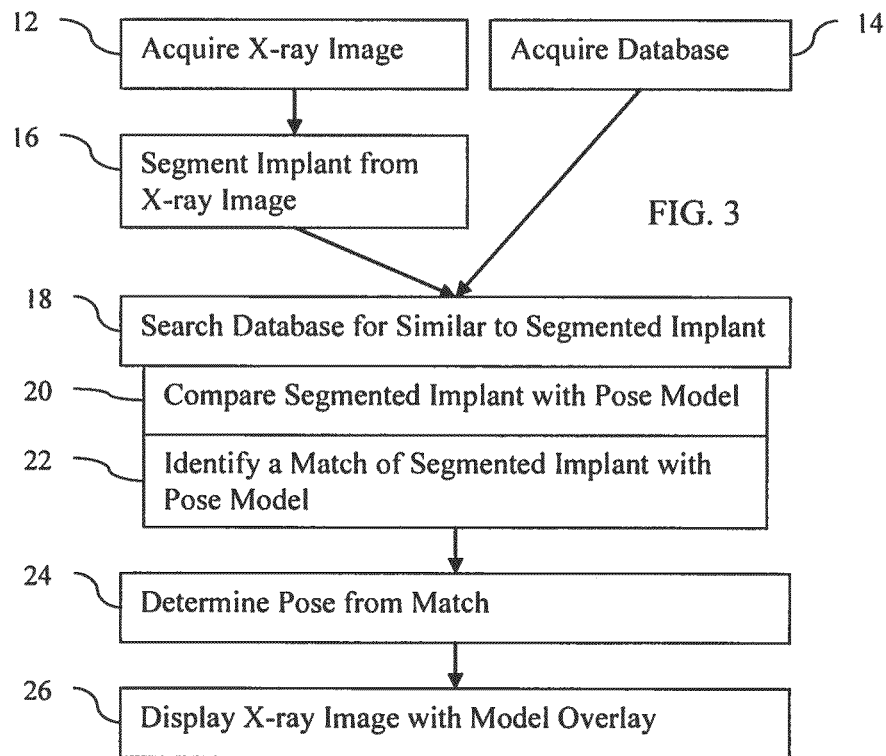 12
Acquire X-ray Image
14
Acquire Database
16
Segment Implant from
X-ray Image
FIG. 3
18
Search Database for Similar to Segmented Implant
20
Compare Segmented Implant with Pose Model
22
Identify a Match of Segmented Implant with
Pose Model
24
Determine Pose from Match
26
Display X-ray Image with Model Overlay